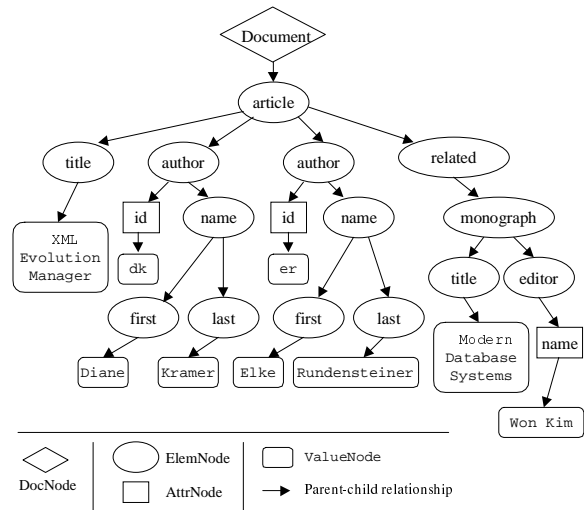 Document
article
title
author
author
related
id
name
id
name
monograph
XML
Evolution
Manager
dk
er
title
editor
first
last
first
last
Modern
Database
Systems
name
Diane
Kramer
Elke
Rundensteiner
Won Kim
DocNode
ElemNode
AttrNode
ValueNode
Parent-child relationship